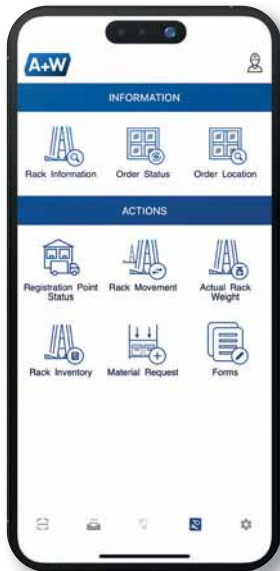 A+W
INFORMATION
Rack Information
Order Status
Order Location
ACTIONS
Registration Point
Status
Rack Movement
Actual Rack
Weight
Rack Inventory
Material Request
Forms